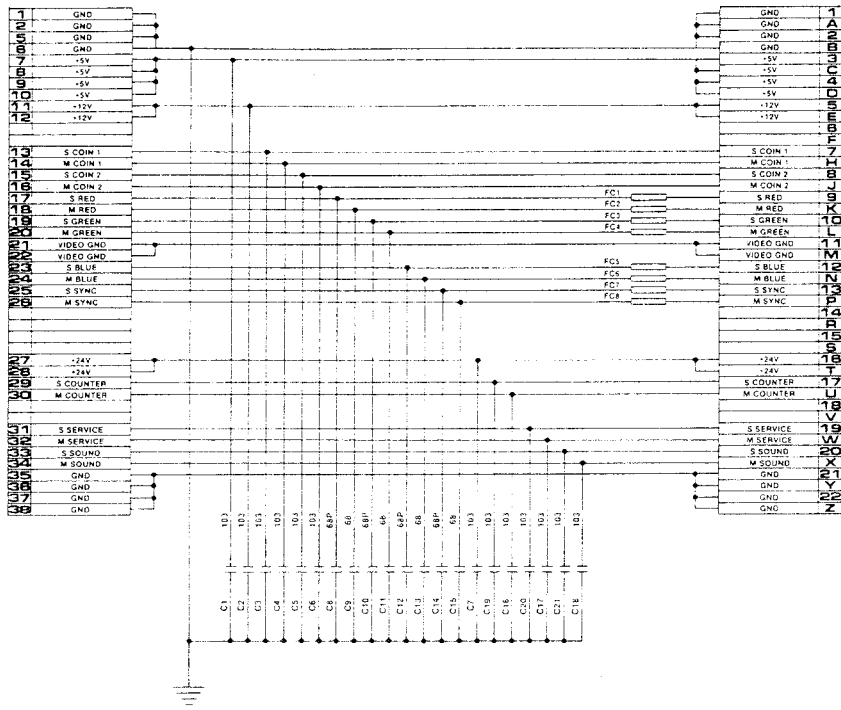 1 GND
2 GND
5 GND
6 GND
7 +5V
8 +5V
9 +5V
10 +5V
11 +12V
12 +12V
13 S COIN 1
14 M COIN 1
15 S COIN 2
16 M COIN 2
17 S RED
18 M RED
19 S GREEN
20 M GREEN
21 VIDEO GND
22 VIDEO GND
23 S BLUE
24 M BLUE
25 S SYNC
26 M SYNC
27 +24V
28 +24V
29 S COUNTER
30 M COUNTER
31 S SERVICE
32 M SERVICE
33 S SOUND
34 M SOUND
35 GND
36 GND
37 GND
38 GND
FC1
FC2
FC3
FC4
FC5
FC6
FC7
FC8
GND 1
GND A
GND 2
GND B
+5V 3
+5V C
+5V 4
+5V D
+12V 5
+12V E
6
F
S COIN 1 7
M COIN 1 H
S COIN 2 8
M COIN 2 J
S RED 9
M RED K
S GREEN 10
M GREEN L
VIDEO GND 11
VIDEO GND M
S BLUE 12
M BLUE N
S SYNC 13
M SYNC P
14
R
15
S
+24V 16
+24V T
S COUNTER 17
M COUNTER U
18
V
S SERVICE 19
M SERVICE W
S SOUND 20
M SOUND X
GND 21
GND Y
GND 22
GND Z
103 103 103 103 103 103 68P 68 68P 68 68P 68 68P 68 103 103 103 103 103 103 103
C1 C2 C3 C4 C5 C6 C8 C9 C10 C11 C12 C13 C14 C15 C7 C19 C16 C20 C17 C21 C18